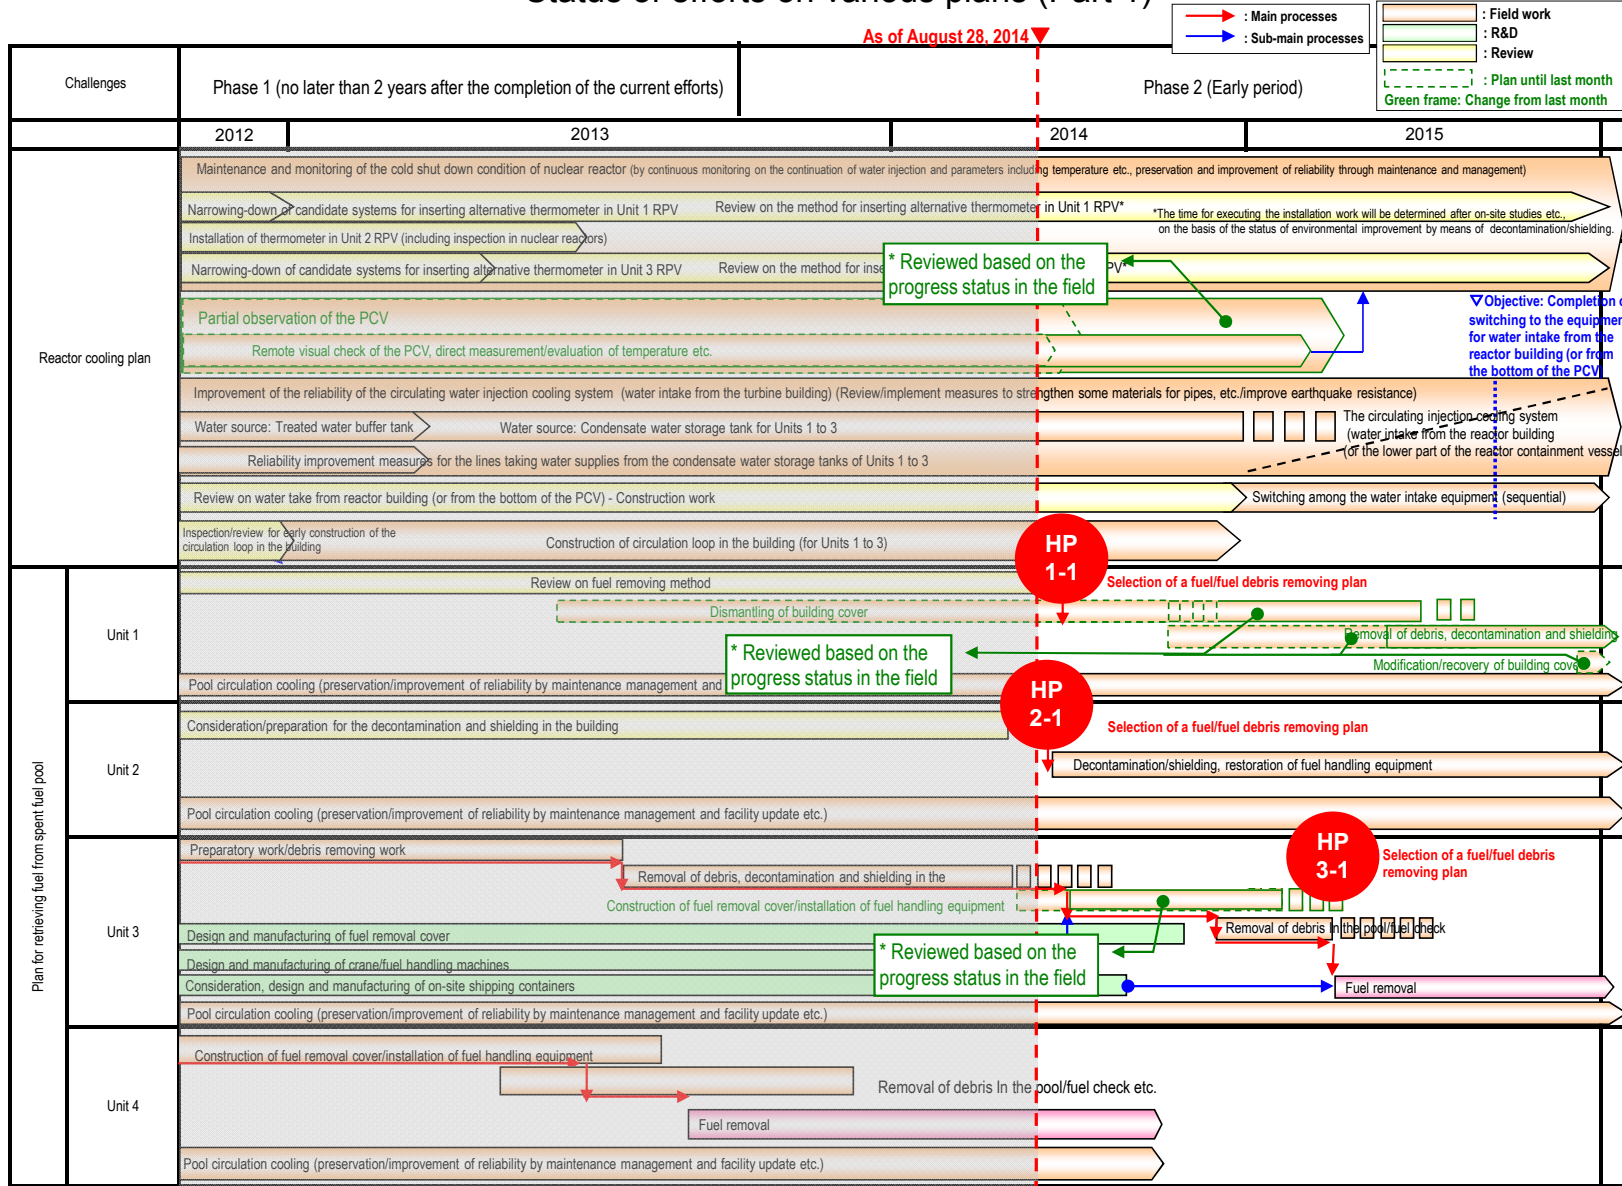 Status of efforts on various plans (Part 1)
As of August 28, 2014
: Main processes
: Sub-main processes
: Field work
: R&D
: Review
: Plan until last month
Green frame: Change from last month
Challenges
Phase 1 (no later than 2 years after the completion of the current efforts)
Phase 2 (Early period)
2012
2013
2014
2015
Reactor cooling plan
Maintenance and monitoring of the cold shut down condition of nuclear reactor (by continuous monitoring on the continuation of water injection and parameters including temperature etc., preservation and improvement of reliability through maintenance and management)
Narrowing-down of candidate systems for inserting alternative thermometer in Unit 1 RPV
Review on the method for inserting alternative thermometer in Unit 1 RPV*
*The time for executing the installation work will be determined after on-site studies etc.,
on the basis of the status of environmental improvement by means of decontamination/shielding.
Installation of thermometer in Unit 2 RPV (including inspection in nuclear reactors)
Narrowing-down of candidate systems for inserting alternative thermometer in Unit 3 RPV
Review on the method for inse
PV*
* Reviewed based on the
progress status in the field
Partial observation of the PCV
Remote visual check of the PCV, direct measurement/evaluation of temperature etc.
▽Objective: Completion o
switching to the equipmen
for water intake from the
reactor building (or from
the bottom of the PCV)
Improvement of the reliability of the circulating water injection cooling system (water intake from the turbine building) (Review/implement measures to strengthen some materials for pipes, etc./improve earthquake resistance)
Water source: Treated water buffer tank
Water source: Condensate water storage tank for Units 1 to 3
The circulating injection cooling system
(water intake from the reactor building
(or the lower part of the reactor containment vessel
Reliability improvement measures for the lines taking water supplies from the condensate water storage tanks of Units 1 to 3
Review on water take from reactor building (or from the bottom of the PCV) - Construction work
Switching among the water intake equipment (sequential)
Inspection/review for early construction of the
circulation loop in the building
Construction of circulation loop in the building (for Units 1 to 3)
HP
1-1
Plan for retrieving fuel from spent fuel pool
Unit 1
Review on fuel removing method
Selection of a fuel/fuel debris removing plan
Dismantling of building cover
Removal of debris, decontamination and shielding
* Reviewed based on the
progress status in the field
Modification/recovery of building cove
Pool circulation cooling (preservation/improvement of reliability by maintenance management and
HP
2-1
Unit 2
Consideration/preparation for the decontamination and shielding in the building
Selection of a fuel/fuel debris removing plan
Decontamination/shielding, restoration of fuel handling equipment
Pool circulation cooling (preservation/improvement of reliability by maintenance management and facility update etc.)
Unit 3
Preparatory work/debris removing work
HP
3-1
Selection of a fuel/fuel debris
removing plan
Removal of debris, decontamination and shielding in the
Construction of fuel removal cover/installation of fuel handling equipment
Removal of debris In the pool/fuel check
Design and manufacturing of fuel removal cover
* Reviewed based on the
progress status in the field
Design and manufacturing of crane/fuel handling machines
Consideration, design and manufacturing of on-site shipping containers
Fuel removal
Pool circulation cooling (preservation/improvement of reliability by maintenance management and facility update etc.)
Unit 4
Construction of fuel removal cover/installation of fuel handling equipment
Removal of debris In the pool/fuel check etc.
Fuel removal
Pool circulation cooling (preservation/improvement of reliability by maintenance management and facility update etc.)